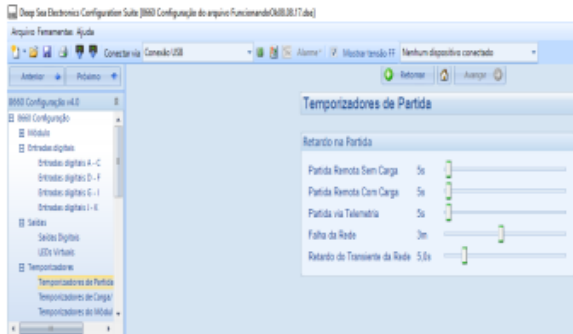 Deep Sea Electronics Configuration Suite [8660 Configuração do arquivo FuncionandoOk08.08.17.dse]
Arquivo Ferramentas Ajuda
Conectar via Conexão USB Alarme Mostrar tensão FF Nenhum dispositivo conectado
Anterior Próximo
Retornar Avançar
8660 Configuração v4.0
8660 Configuração
Módulo
Entradas digitais
Entradas digitais A - C
Entradas digitais D - F
Entradas digitais G - I
Entradas digitais J - K
Saídas
Saídas Digitais
LEDs Virtuais
Temporizadores
Temporizadores de Partida
Temporizadores de Carga/
Temporizadores do Módul
Temporizadores de Partida
Retardo na Partida
Partida Remota Sem Carga 5s
Partida Remota Com Carga 5s
Partida via Telemetria 5s
Falha da Rede 3m
Retardo do Transiente da Rede 5,0s